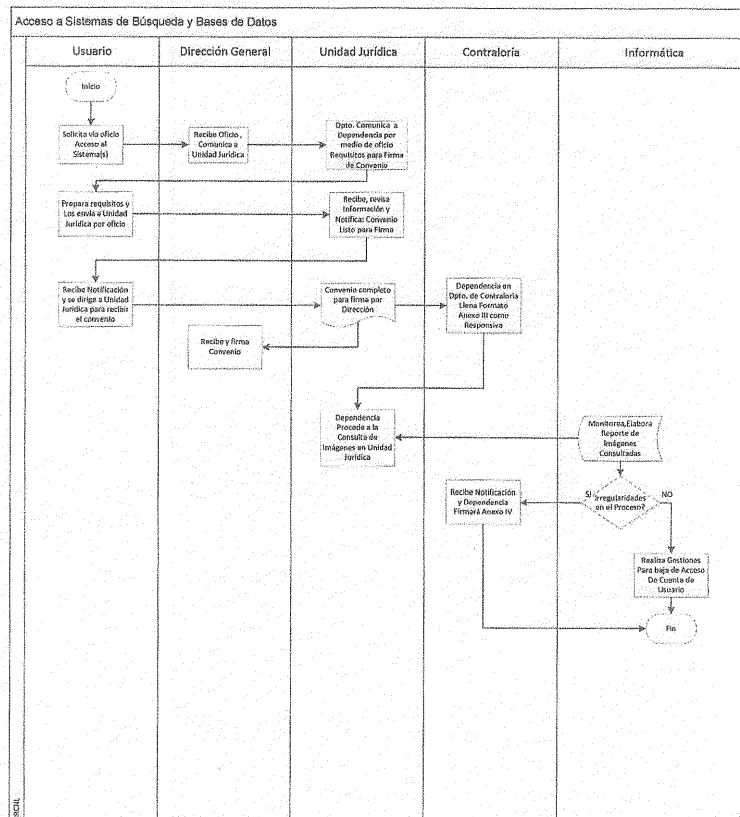 Acceso a Sistemas de Búsqueda y Bases de Datos
Usuario
Dirección General
Unidad Jurídica
Contraloría
Informática
Inicio
Solicita vía oficio
Acceso al
Sistema(s)
Recibe Oficio ,
Comunica a
Unidad Jurídica
Dpto. Comunica a
Dependencia por
medio de oficio
Requisitos para Firma
de Convenio
Prepara requisitos y
Los envía a Unidad
Jurídica por oficio
Recibe, revisa
Información y
Notifica: Convenio
Listo para Firma
Recibe Notificación
y se dirige a Unidad
Jurídica para recibir
el convenio
Convenio completo
para firma por
Dirección
Dependencia en
Dpto. de Contraloría
Llena Formato
Anexo III como
Responsiva
Recibe y firma
Convenio
Dependencia
Procede a la
Consulta de
Imágenes en Unidad
Jurídica
Monitorea,Elabora
Reporte de
Imágenes
Consultadas
SI
NO
Irregularidades
en el Proceso?
Recibe Notificación
y Dependencia
Firmará Anexo IV
Realiza Gestiones
Para baja de Acceso
De Cuenta de
Usuario
Fin